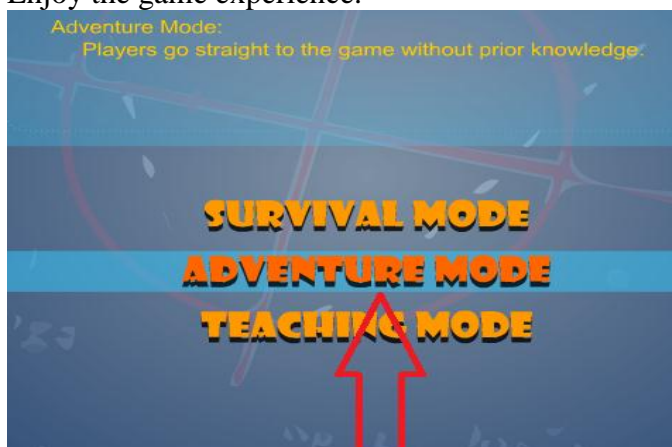 Enjoy the game experience.
Adventure Mode:
Players go straight to the game without prior knowledge.
SURVIVAL MODE
ADVENTURE MODE
TEACHING MODE